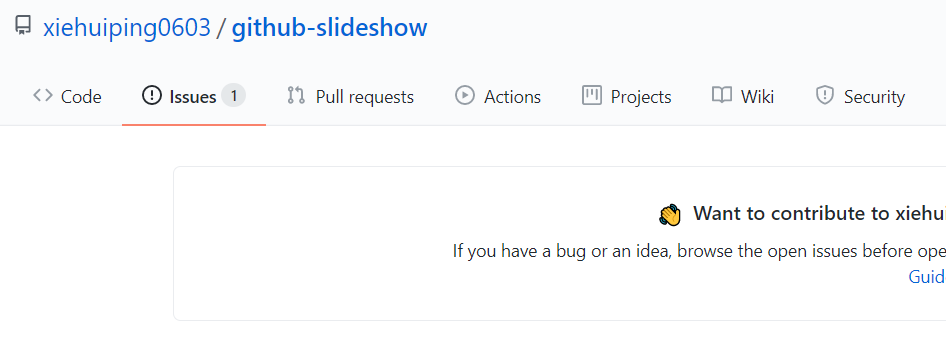 xiehuiping0603 / github-slideshow
Code Issues 1 Pull requests Actions Projects Wiki Security
Want to contribute to xiehui
If you have a bug or an idea, browse the open issues before ope
Guid